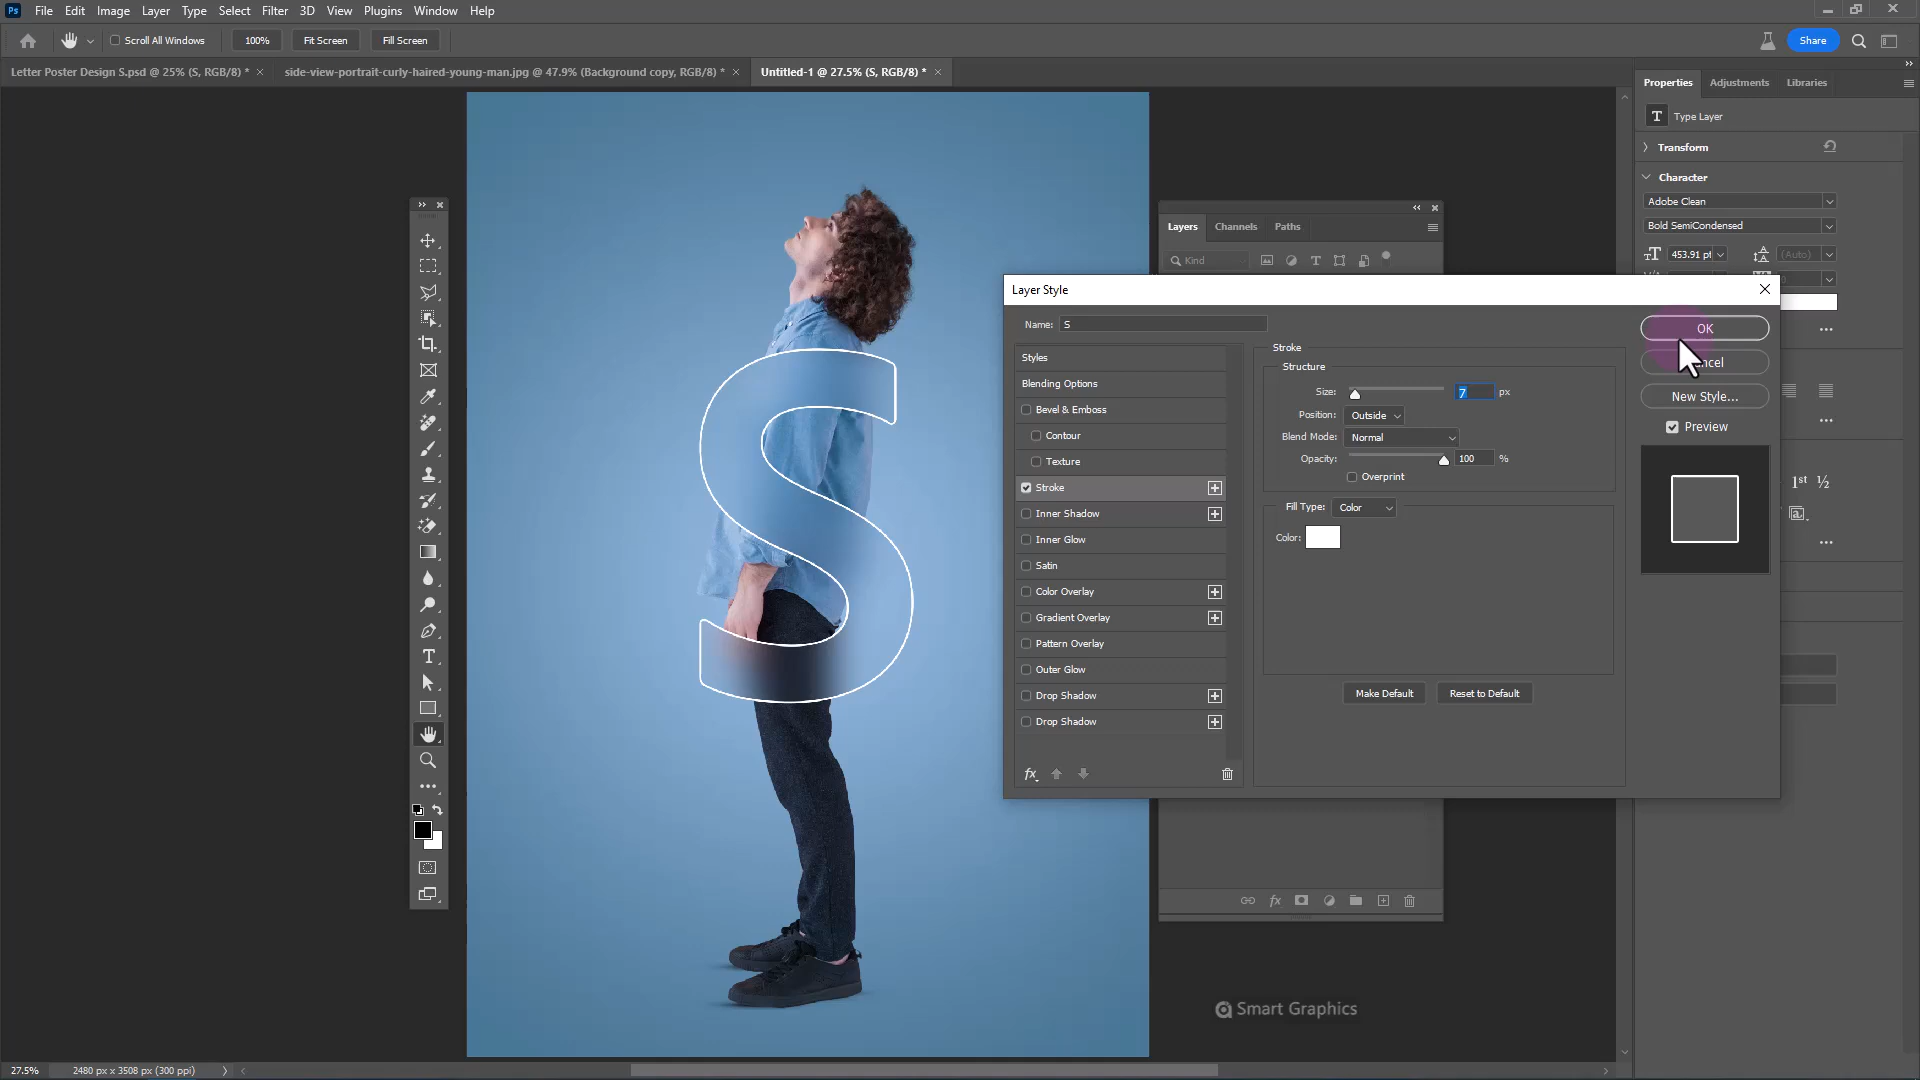 Ps File Edit Image Layer Type Select Filter 3D View Plugins Window Help
Scroll All Windows 100% Fit Screen Fill Screen Share
Letter Poster Design S.psd @ 25% (S, RGB/8) * × side-view-portrait-curly-haired-young-man.jpg @ 47.9% (Background copy, RGB/8) * × Untitled-1 @ 27.5% (S, RGB/8) * ×
Properties Adjustments Libraries
T Type Layer
Transform
Character
Adobe Clean
Bold SemiCondensed
453.91 pt (Auto)
Layers Channels Paths
Kind
Layer Style
Name: S
Styles
Blending Options
Bevel & Emboss
Contour
Texture
Stroke
Inner Shadow
Inner Glow
Satin
Color Overlay
Gradient Overlay
Pattern Overlay
Outer Glow
Drop Shadow
Drop Shadow
fx
Stroke
Structure
Size: 7 px
Position: Outside
Blend Mode: Normal
Opacity: 100 %
Overprint
Fill Type: Color
Color:
Make Default Reset to Default
OK
New Style...
Preview
1st ½
S
fx
Smart Graphics
27.5% 2480 px x 3508 px (300 ppi)